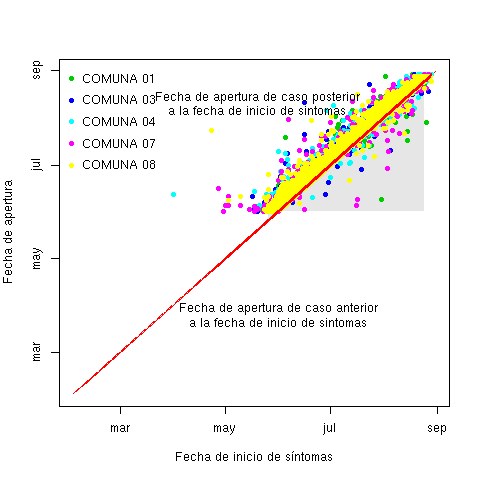 sep
jul
may
mar
Fecha de apertura
COMUNA 01
COMUNA 03
COMUNA 04
COMUNA 07
COMUNA 08
Fecha de apertura de caso posterior
a la fecha de inicio de sintomas
Fecha de apertura de caso anterior
a la fecha de inicio de sintomas
mar
may
jul
sep
Fecha de inicio de síntomas